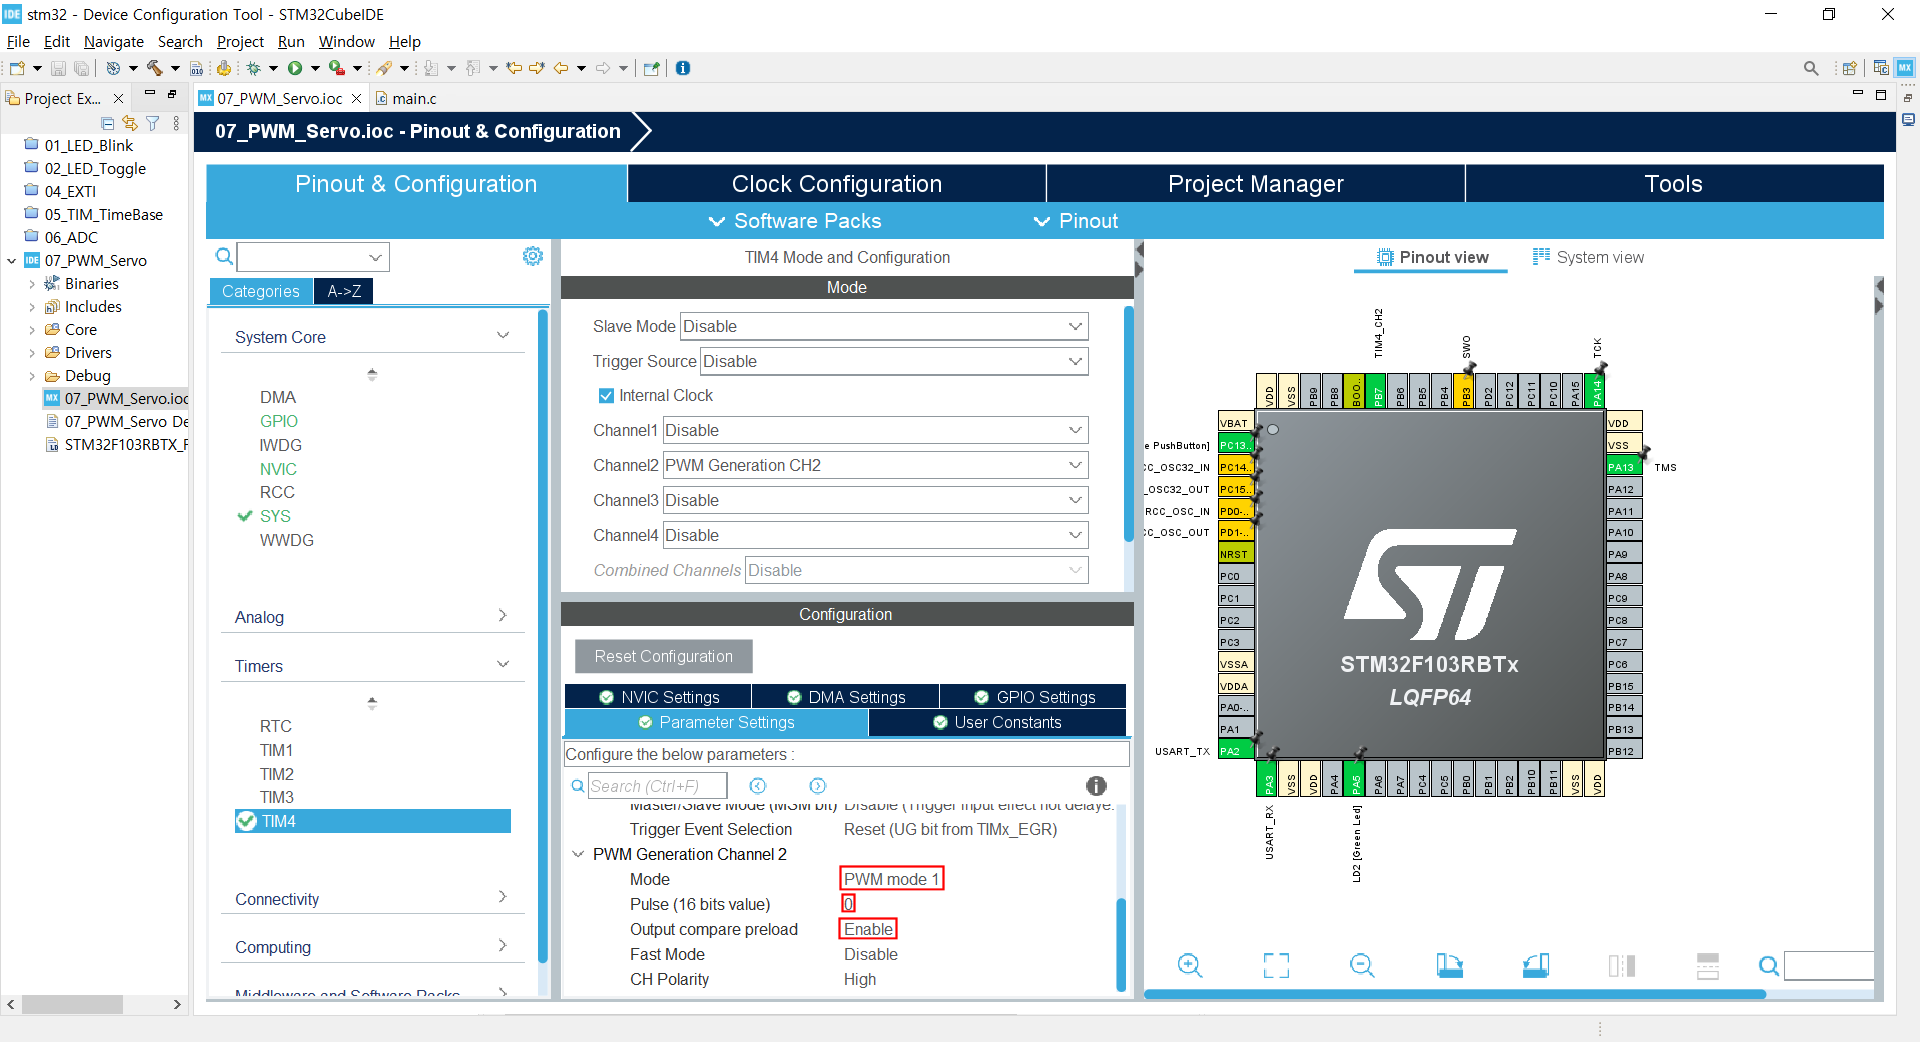 IDE stm32 - Device Configuration Tool - STM32CubeIDE
File Edit Navigate Search Project Run Window Help
Project Ex...
MX 07_PWM_Servo.ioc
main.c
01_LED_Blink
02_LED_Toggle
04_EXTI
05_TIM_TimeBase
06_ADC
IDE 07_PWM_Servo
Binaries
Includes
Core
Drivers
Debug
MX 07_PWM_Servo.ioc
07_PWM_Servo De
STM32F103RBTX_F
07_PWM_Servo.ioc - Pinout & Configuration
Pinout & Configuration
Clock Configuration
Project Manager
Tools
Software Packs
Pinout
Categories
A->Z
System Core
DMA
GPIO
IWDG
NVIC
RCC
SYS
WWDG
Analog
Timers
RTC
TIM1
TIM2
TIM3
TIM4
Connectivity
Computing
Middleware and Software Packs
TIM4 Mode and Configuration
Mode
Slave Mode Disable
Trigger Source Disable
Internal Clock
Channel1 Disable
Channel2 PWM Generation CH2
Channel3 Disable
Channel4 Disable
Combined Channels Disable
Configuration
Reset Configuration
NVIC Settings
DMA Settings
GPIO Settings
Parameter Settings
User Constants
Configure the below parameters :
Search (Ctrl+F)
Master/Slave Mode (MSM bit) Disable (Trigger input effect not delaye.
Trigger Event Selection Reset (UG bit from TIMx_EGR)
PWM Generation Channel 2
Mode PWM mode 1
Pulse (16 bits value) 0
Output compare preload Enable
Fast Mode Disable
CH Polarity High
Pinout view
System view
TIM4_CH2
SWO
TCK
VDD VSS PB9 PB8 BOO.. PB7 PB6 PB5 PB4 PB3 PD2 PC12 PC11 PC10 PA15 PA14
VBAT
e PushButton] PC13..
CC_OSC32_IN PC14..
_OSC32_OUT PC15..
RCC_OSC_IN PD0-..
CC_OSC_OUT PD1-..
NRST
PC0
PC1
PC2
PC3
VSSA
VDDA
PA0-..
PA1
USART_TX PA2
STM32F103RBTx
LQFP64
VDD
VSS
PA13 TMS
PA12
PA11
PA10
PA9
PA8
PC9
PC8
PC7
PC6
PB15
PB14
PB13
PB12
PA3 VSS VDD PA4 PA5 PA6 PA7 PC4 PC5 PB0 PB1 PB2 PB10 PB11 VSS VDD
USART_RX
LD2 [Green Led]